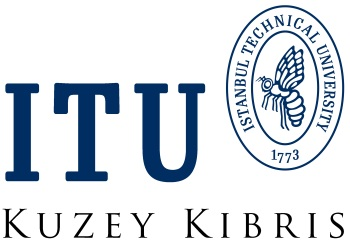 ISTANBUL TECHNICAL UNIVERSITY
1773
ITU
KUZEY KIBRIS